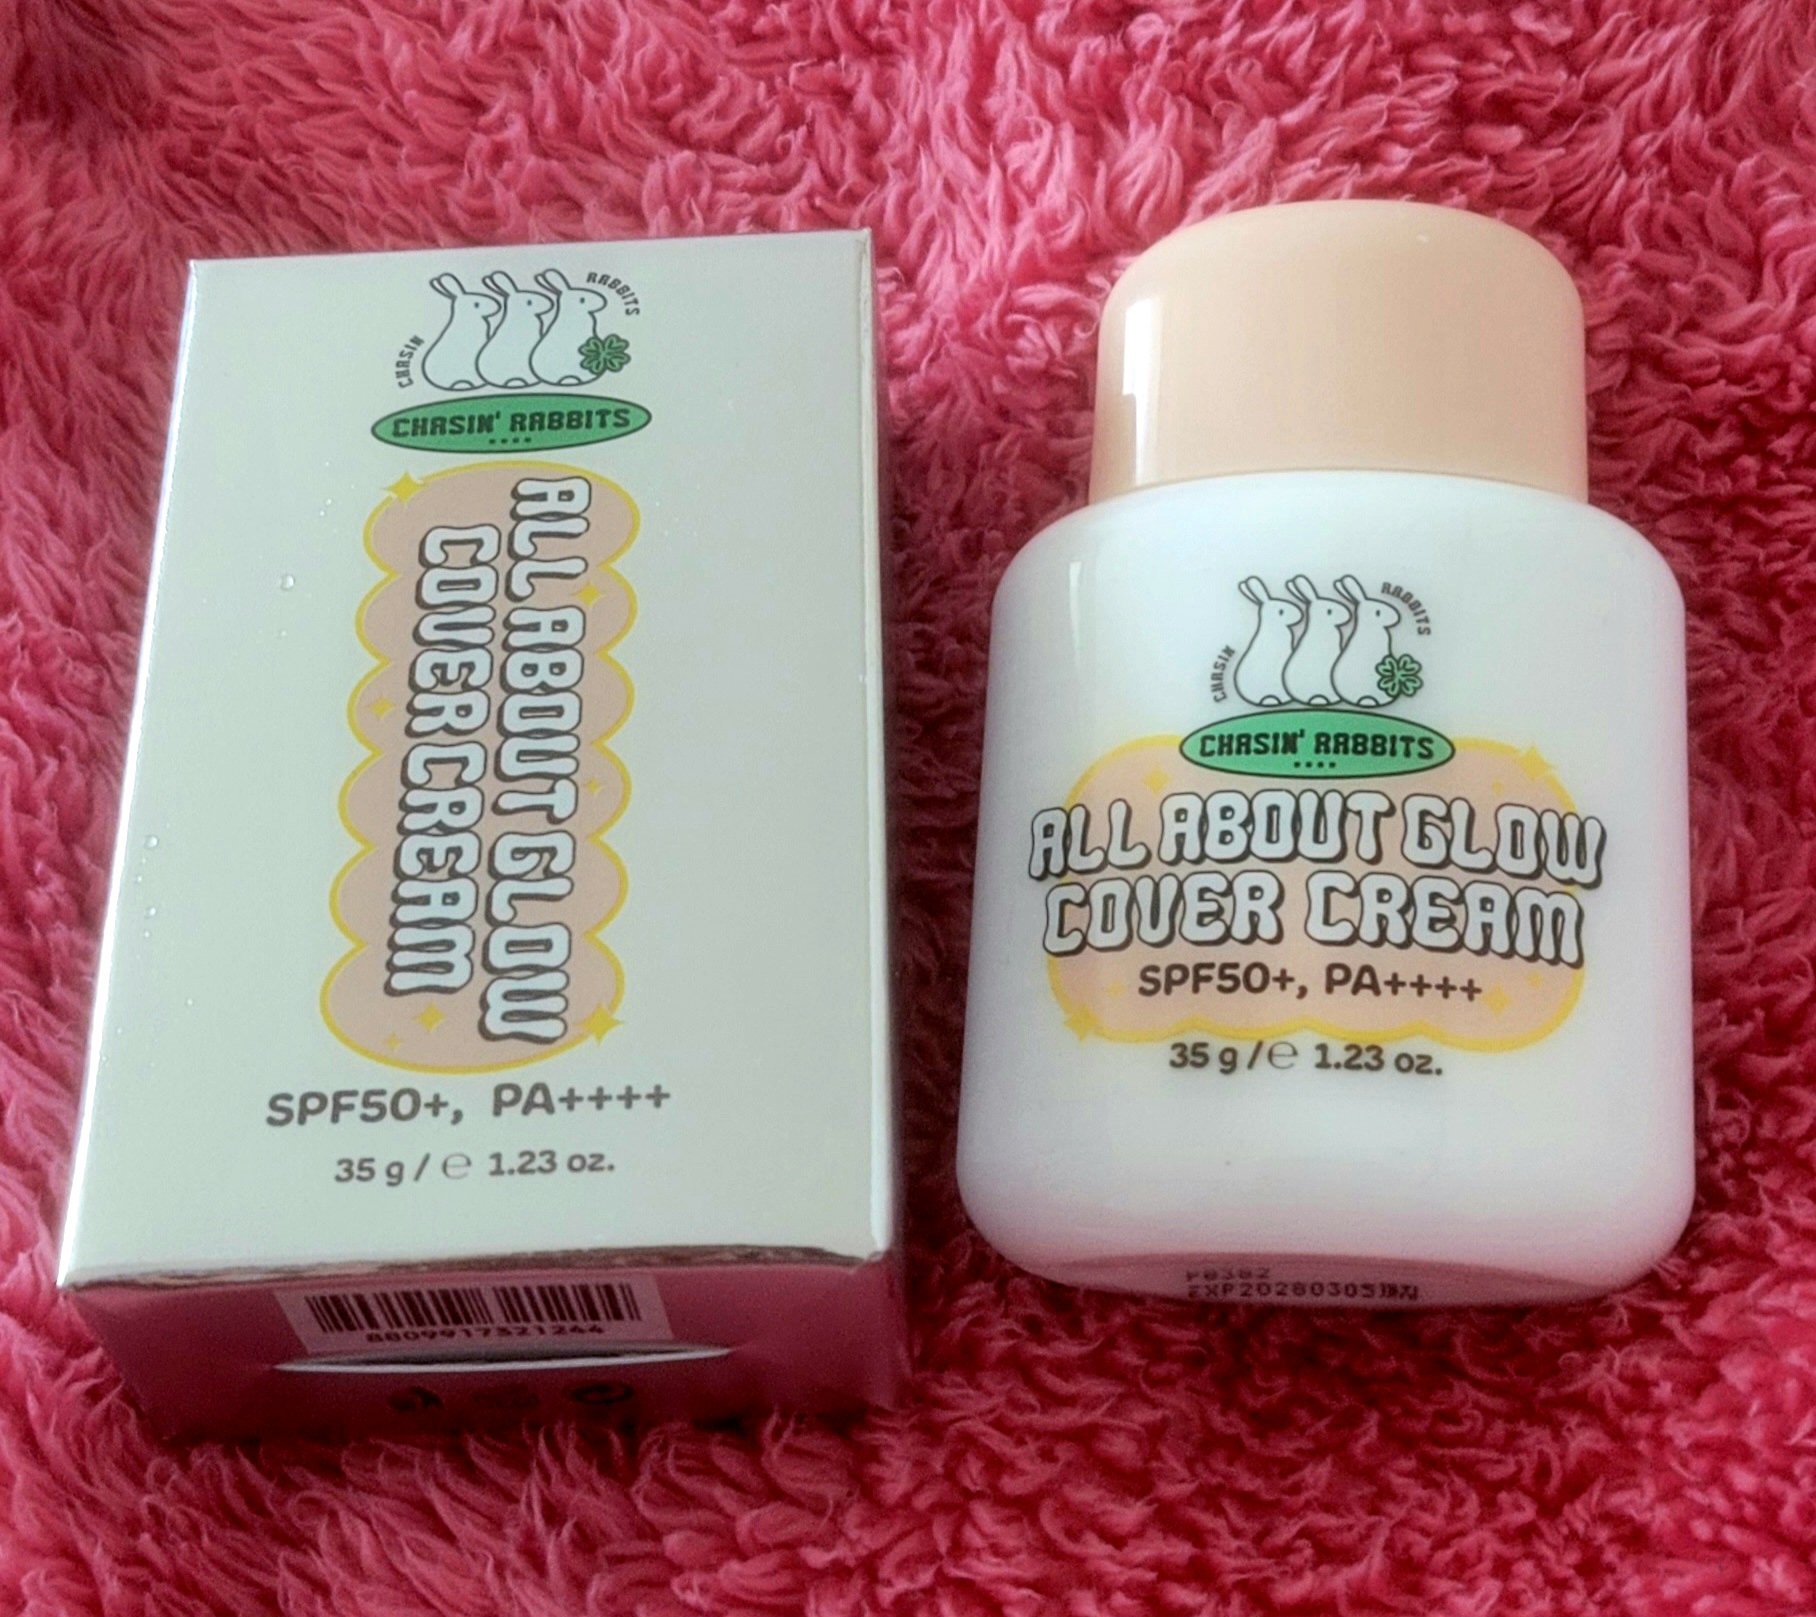 CHASIN RABBITS
CHASIN' RABBITS
ALL ABOUT GLOW
COVER CREAM
SPF50+, PA++++
35 g / ℮ 1.23 oz.
8809917321244
CHASIN RABBITS
CHASIN' RABBITS
ALL ABOUT GLOW
COVER CREAM
SPF50+, PA++++
35 g / ℮ 1.23 oz.
EXP20280305